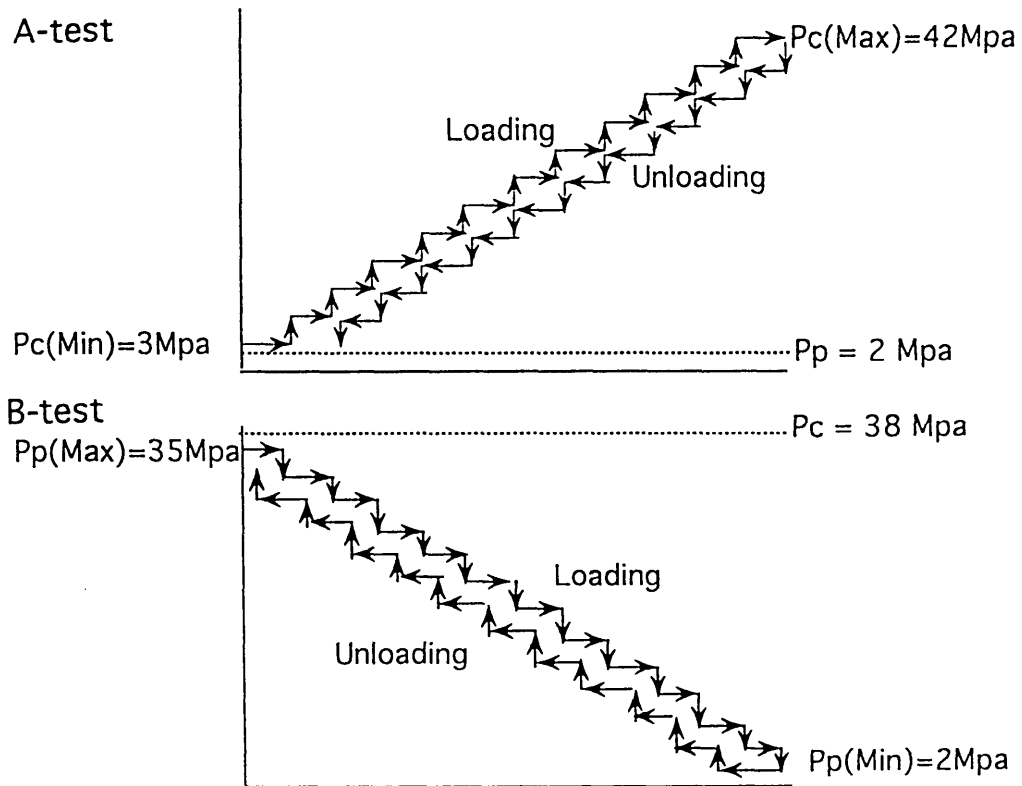 A-test
Pc(Max)=42Mpa
Loading
Unloading
Pc(Min)=3Mpa
Pp = 2 Mpa
B-test
Pc = 38 Mpa
Pp(Max)=35Mpa
Loading
Unloading
Pp(Min)=2Mpa